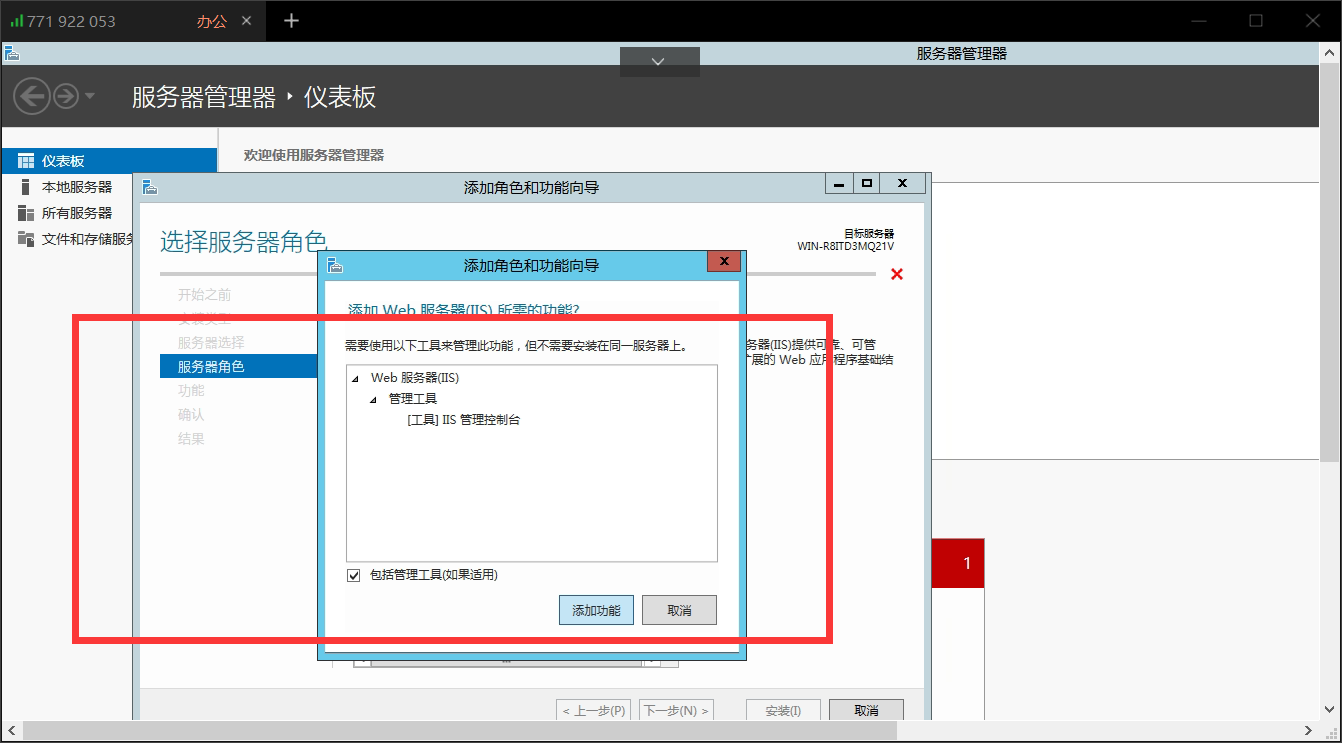 771 922 053
办公
服务器管理器
服务器管理器 仪表板
仪表板
本地服务器
所有服务器
文件和存储服务
欢迎使用服务器管理器
添加角色和功能向导
选择服务器角色
目标服务器
WIN-R8ITD3MQ21V
开始之前
安装类型
服务器选择
服务器角色
功能
确认
结果
添加角色和功能向导
添加 Web 服务器(IIS) 所需的功能?
需要使用以下工具来管理此功能，但不需要安装在同一服务器上。
Web 服务器(IIS)
管理工具
[工具] IIS 管理控制台
包括管理工具(如果适用)
添加功能
取消
务器(IIS)提供可靠、可管
扩展的 Web 应用程序基础结
1
< 上一步(P)
下一步(N) >
安装(I)
取消